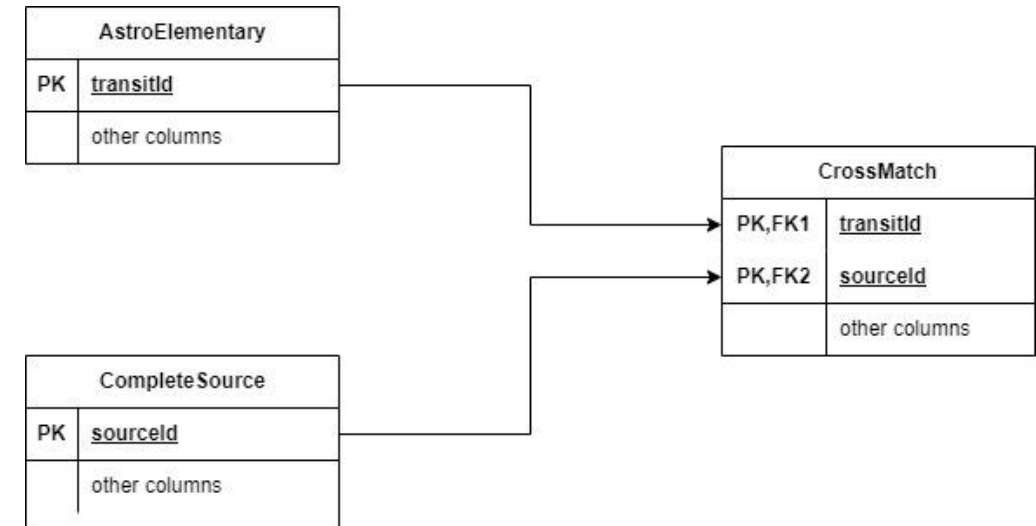 AstroElementary
PK transitId
other columns
CrossMatch
PK,FK1 transitId
PK,FK2 sourceId
other columns
CompleteSource
PK sourceId
other columns